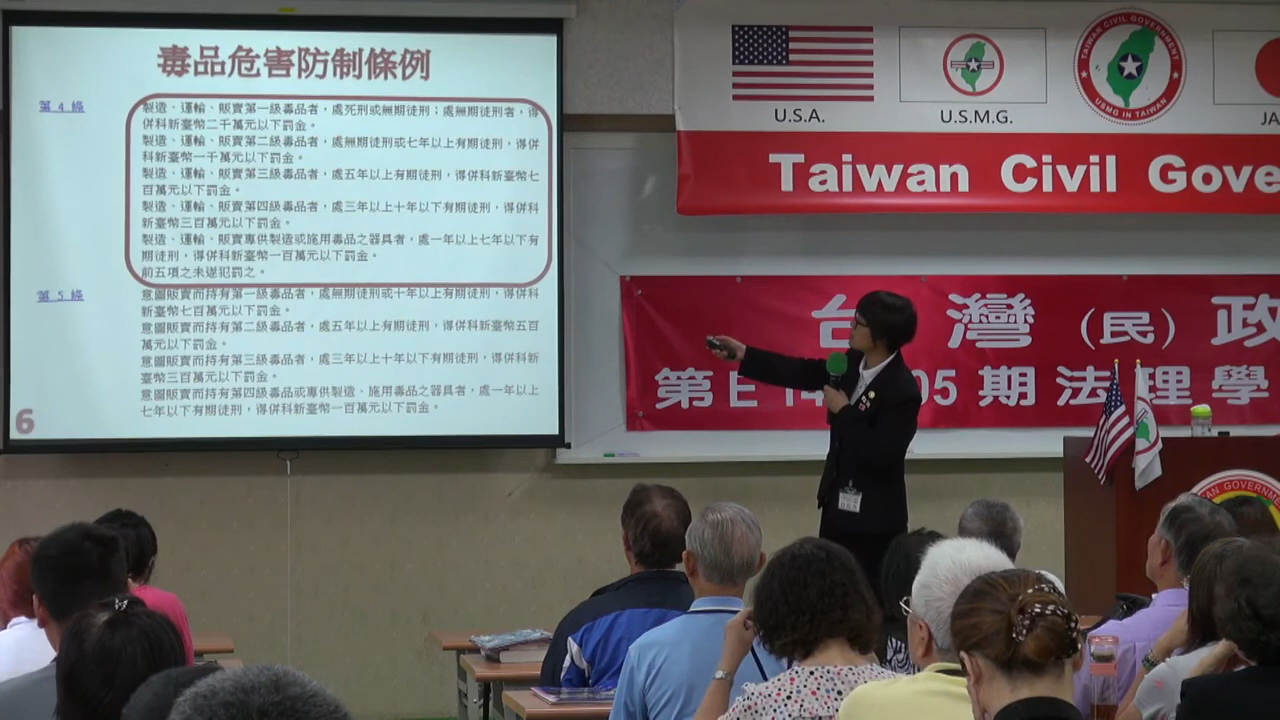 毒品危害防制條例
第 4 條
製造、運輸、販賣第一級毒品者，處死刑或無期徒刑；處無期徒刑者，得
併科新臺幣二千萬元以下罰金。
製造、運輸、販賣第二級毒品者，處無期徒刑或七年以上有期徒刑，得併
科新臺幣一千萬元以下罰金。
製造、運輸、販賣第三級毒品者，處五年以上有期徒刑，得併科新臺幣七
百萬元以下罰金。
製造、運輸、販賣第四級毒品者，處三年以上十年以下有期徒刑，得併科
新臺幣三百萬元以下罰金。
製造、運輸、販賣專供製造或施用毒品之器具者，處一年以上七年以下有
期徒刑，得併科新臺幣一百萬元以下罰金。
前五項之未遂犯罰之。
第 5 條
意圖販賣而持有第一級毒品者，處無期徒刑或十年以上有期徒刑，得併科
新臺幣七百萬元以下罰金。
意圖販賣而持有第二級毒品者，處五年以上有期徒刑，得併科新臺幣五百
萬元以下罰金。
意圖販賣而持有第三級毒品者，處三年以上十年以下有期徒刑，得併科新
臺幣三百萬元以下罰金。
意圖販賣而持有第四級毒品或專供製造、施用毒品之器具者，處一年以上
七年以下有期徒刑，得併科新臺幣一百萬元以下罰金。
6
U.S.A.
U.S.M.G.
TAIWAN CIVIL GOVERNMENT
USMG IN TAIWAN
JA
Taiwan Civil Gove
台灣(民)政
第E14 05期法理學